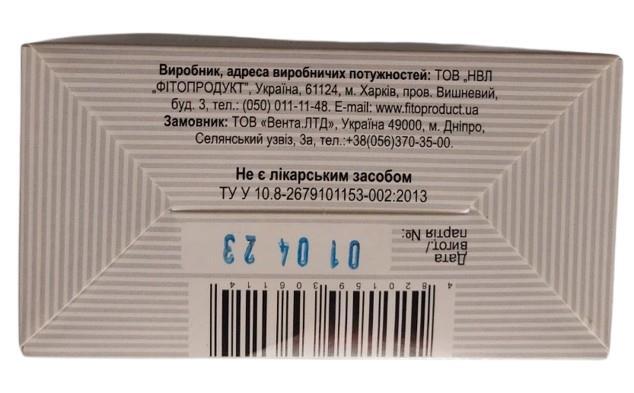 Виробник, адреса виробничих потужностей: ТОВ „НВЛ
„ФІТОПРОДУКТ", Україна, 61124, м. Харків, пров. Вишневий,
буд. 3, тел.: (050) 011-11-48. E-mail: www.fitoproduct.ua
Замовник: ТОВ «Вента.ЛТД», Україна 49000, м. Дніпро,
Селянський узвіз, 3а, тел.:+38(056)370-35-00.
Не є лікарським засобом
ТУ У 10.8-2679101153-002:2013
Дата
вигот./
партія №:
01 04 23
4 820159 306114